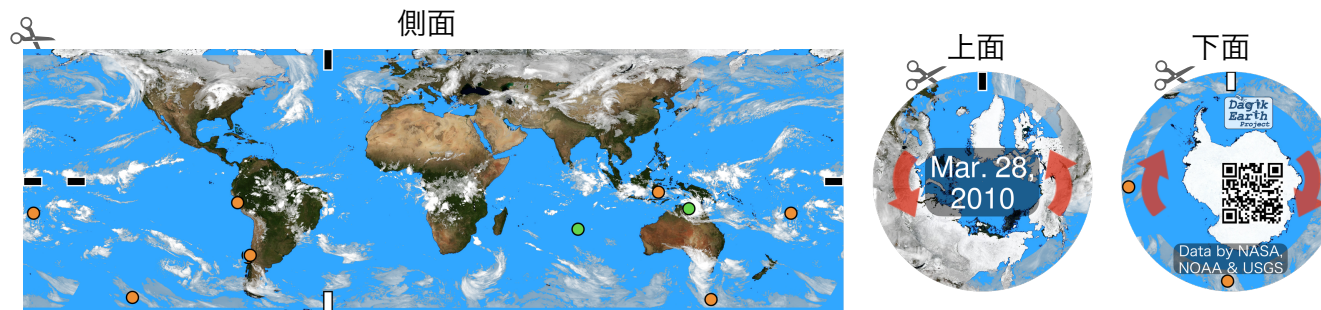 側面
上面
下面
Mar. 28,
2010
Dagik
Earth
Project
Data by NASA,
NOAA & USGS